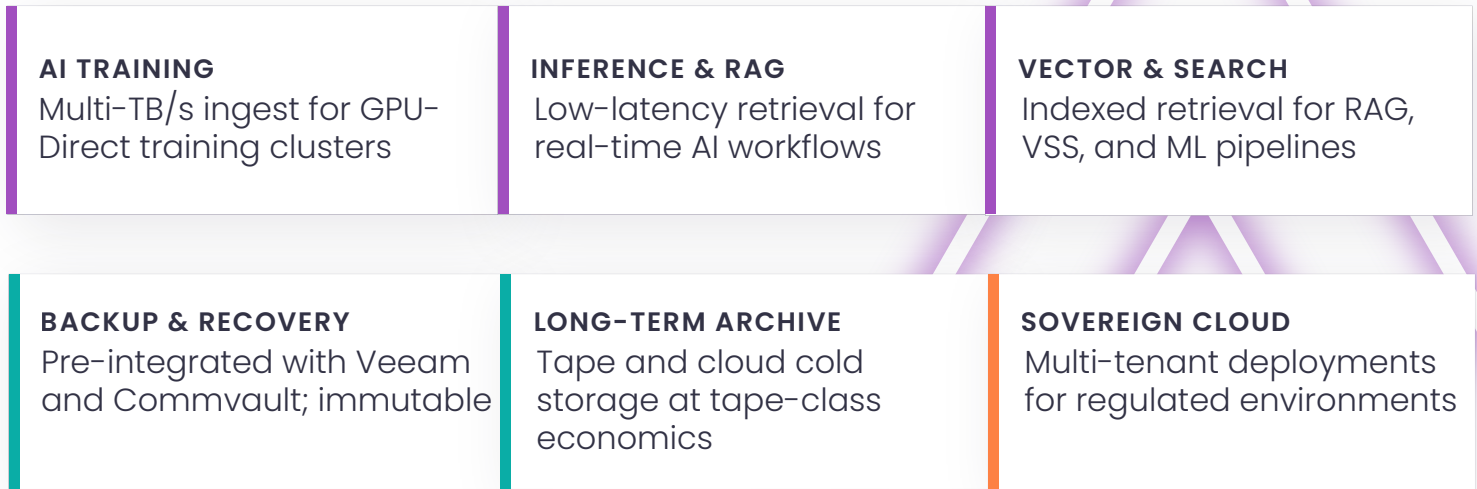 AI TRAINING
Multi-TB/s ingest for GPU-
Direct training clusters
INFERENCE & RAG
Low-latency retrieval for
real-time AI workflows
VECTOR & SEARCH
Indexed retrieval for RAG,
VSS, and ML pipelines
BACKUP & RECOVERY
Pre-integrated with Veeam
and Commvault; immutable
LONG-TERM ARCHIVE
Tape and cloud cold
storage at tape-class
economics
SOVEREIGN CLOUD
Multi-tenant deployments
for regulated environments